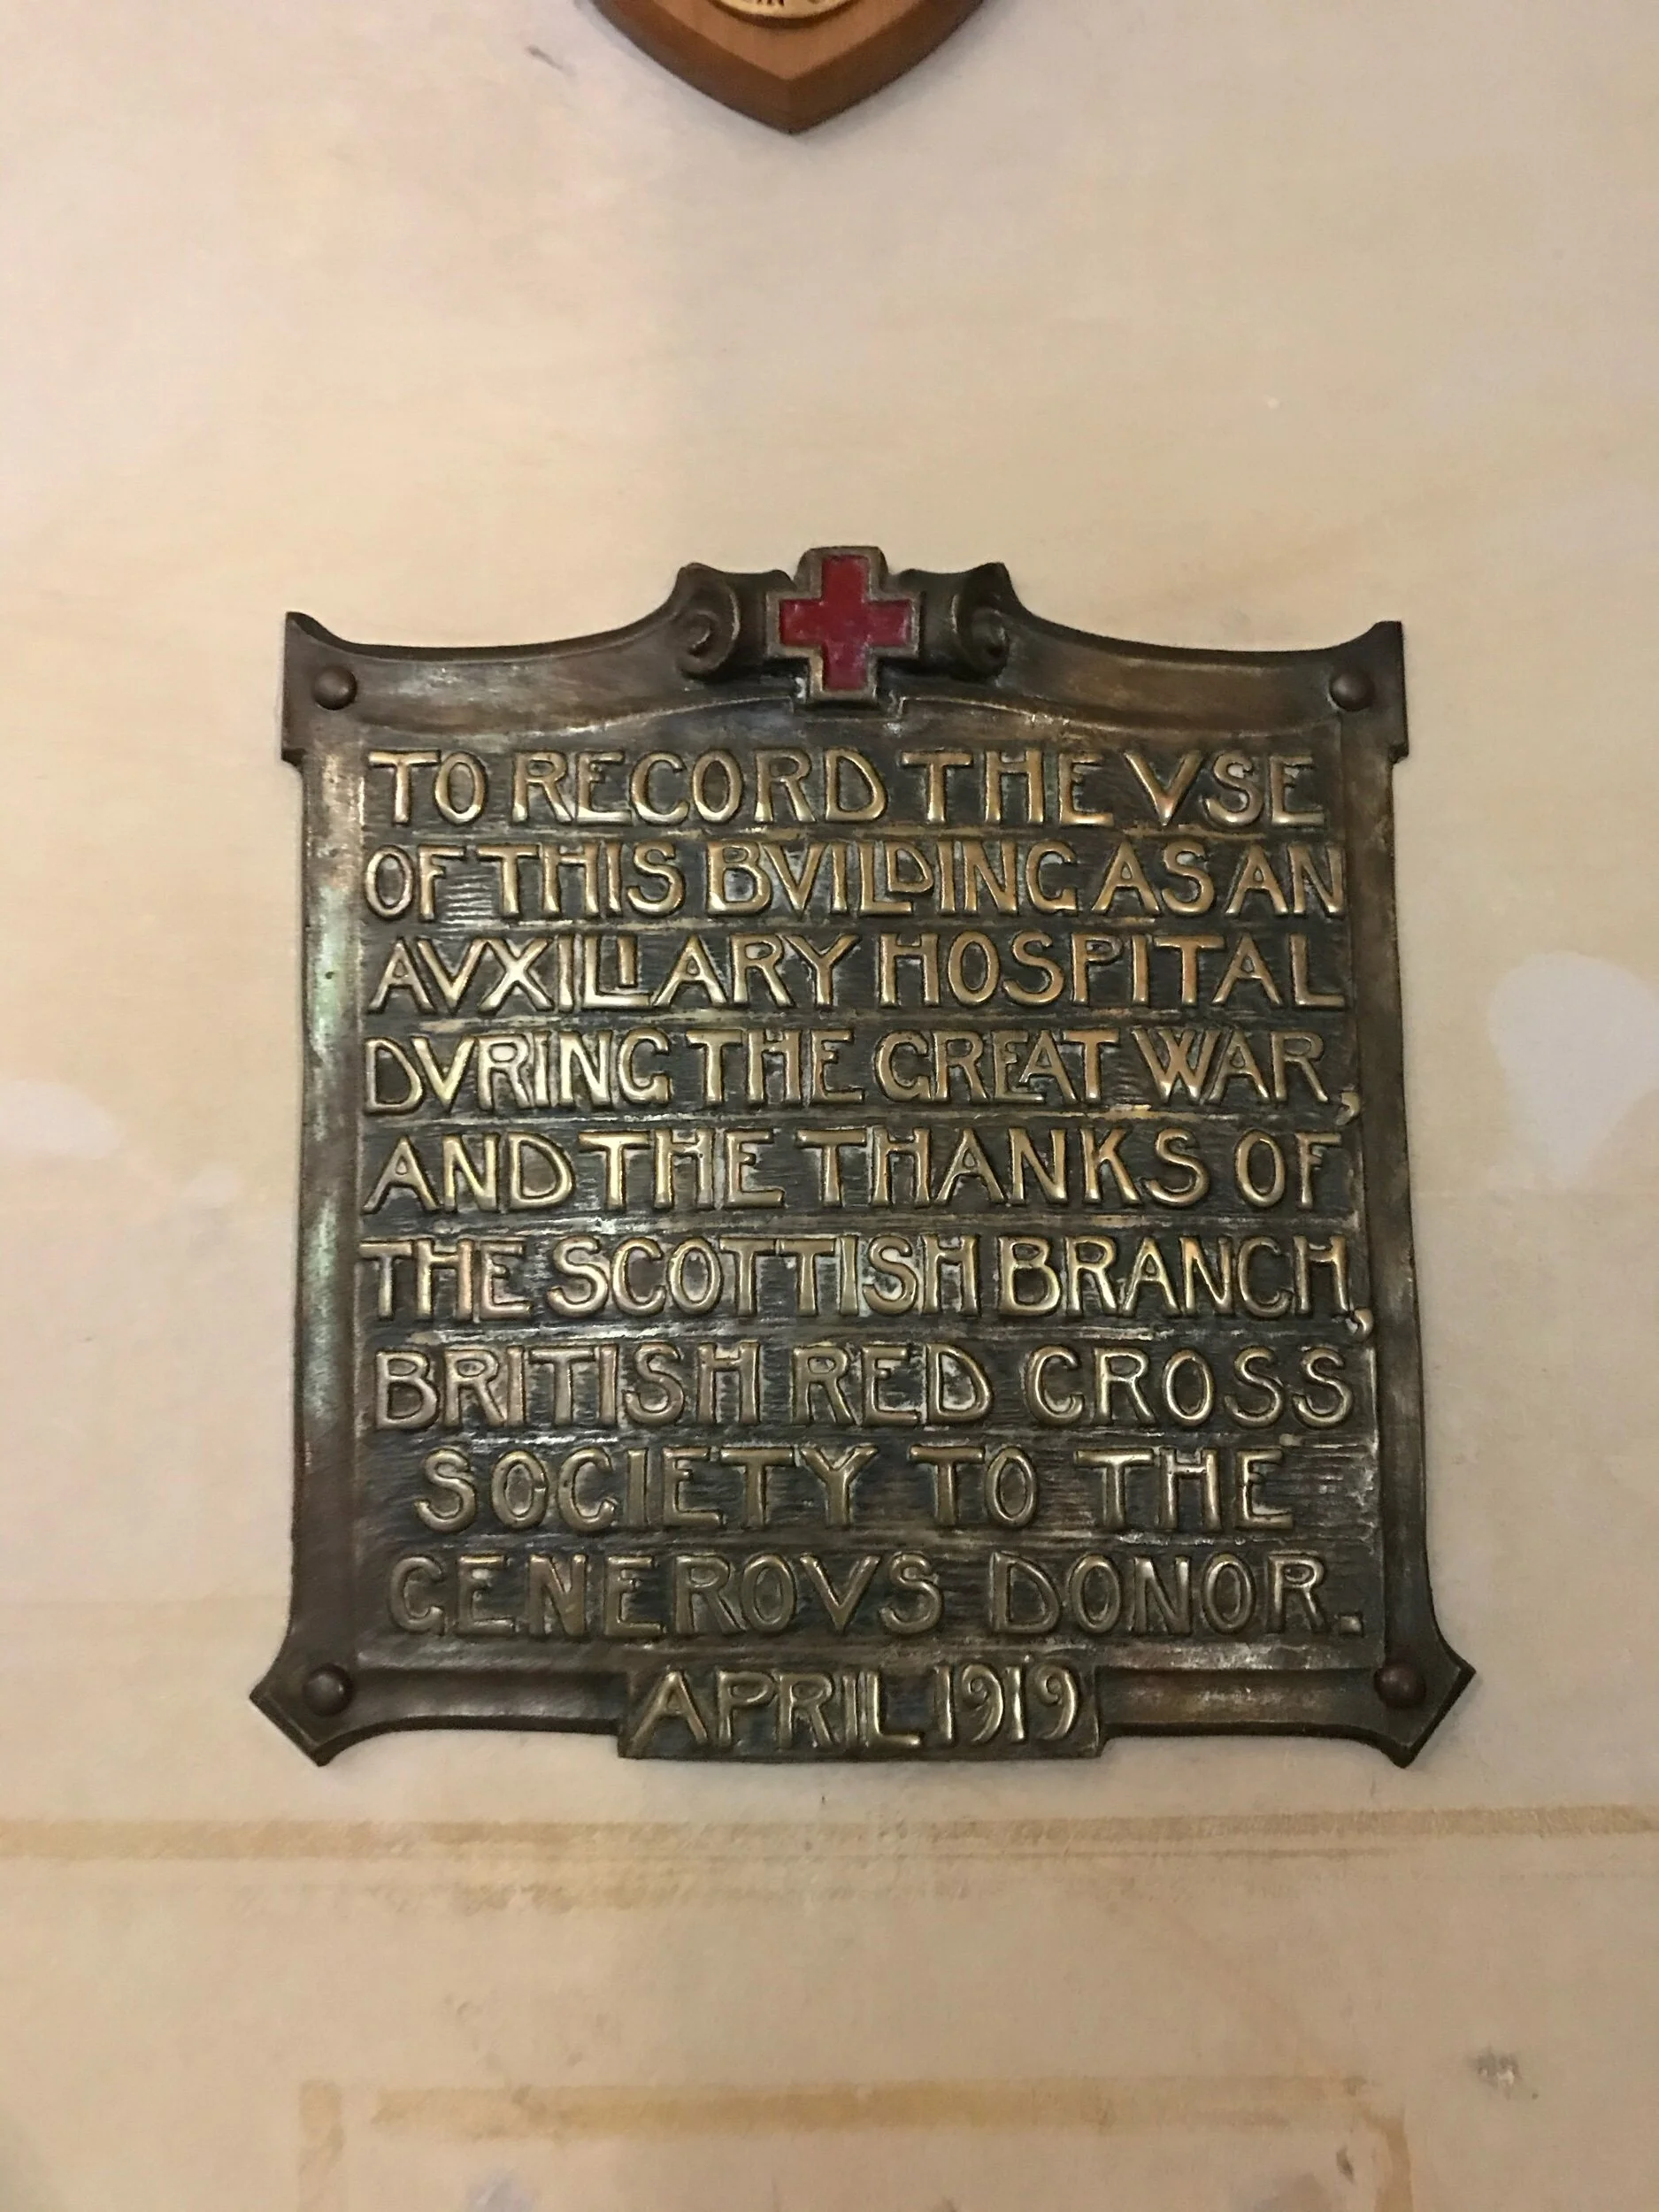 TO RECORD THE VSE
OF THIS BVILDING AS AN
AVXILIARY HOSPITAL
DVRING THE GREAT WAR,
AND THE THANKS OF
THE SCOTTISH BRANCH,
BRITISH RED CROSS
SOCIETY TO THE
GENEROVS DONOR.
APRIL 1919